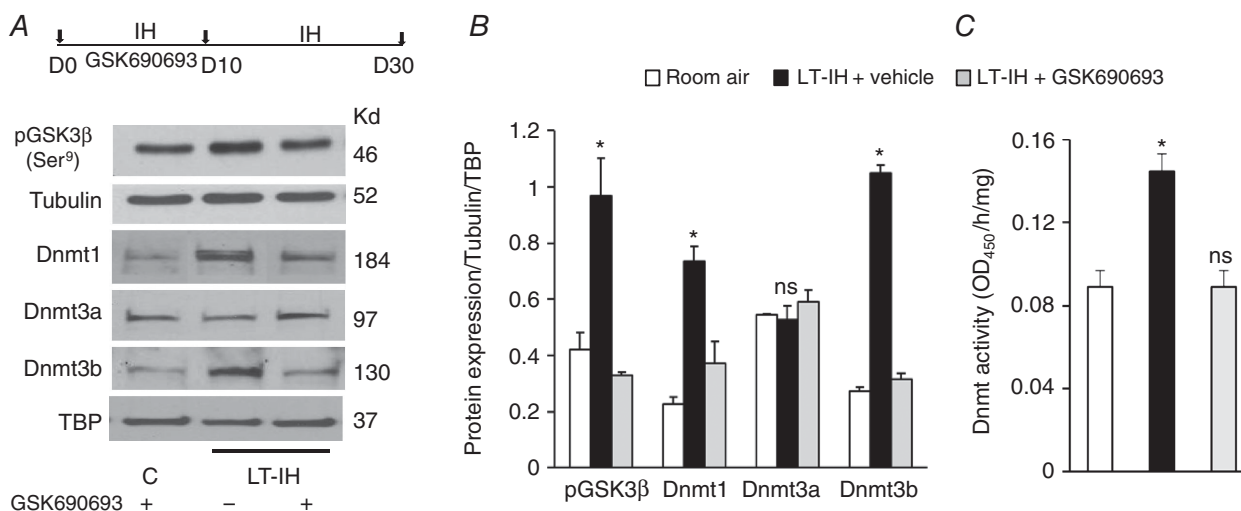 A
IH IH
D0 GSK690693 D10 D30
Kd
pGSK3β
(Ser⁹) 46
Tubulin 52
Dnmt1 184
Dnmt3a 97
Dnmt3b 130
TBP 37
C LT-IH
GSK690693 + – +
B
C
Room air LT-IH + vehicle LT-IH + GSK690693
Protein expression/Tubulin/TBP
1.2
1
0.8
0.6
0.4
0.2
0
* * ns *
pGSK3β Dnmt1 Dnmt3a Dnmt3b
Dnmt activity (OD₄₅₀/h/mg)
0.16
0.12
0.08
0.04
0
* ns